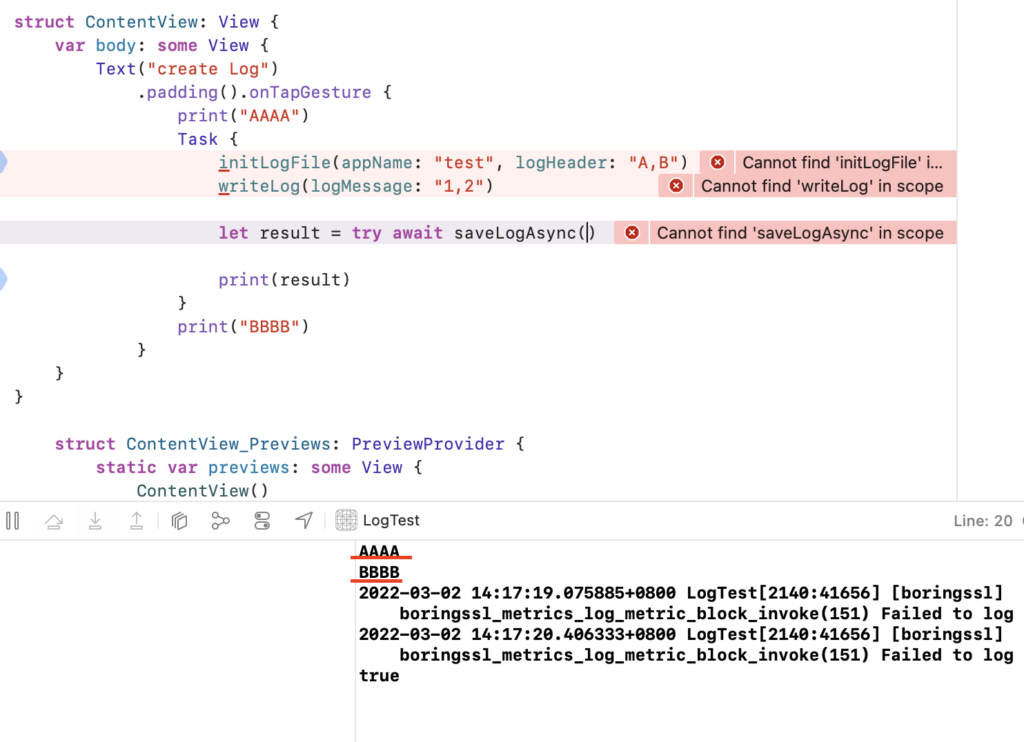 struct ContentView: View {
var body: some View {
Text("create Log")
.padding().onTapGesture {
print("AAAA")
Task {
initLogFile(appName: "test", logHeader: "A,B") Cannot find 'initLogFile' i...
writeLog(logMessage: "1,2") Cannot find 'writeLog' in scope
let result = try await saveLogAsync() Cannot find 'saveLogAsync' in scope
print(result)
}
print("BBBB")
}
}
}
struct ContentView_Previews: PreviewProvider {
static var previews: some View {
ContentView()
LogTest Line: 20
AAAA
BBBB
2022-03-02 14:17:19.075885+0800 LogTest[2140:41656] [boringssl]
boringssl_metrics_log_metric_block_invoke(151) Failed to log
2022-03-02 14:17:20.406333+0800 LogTest[2140:41656] [boringssl]
boringssl_metrics_log_metric_block_invoke(151) Failed to log
true